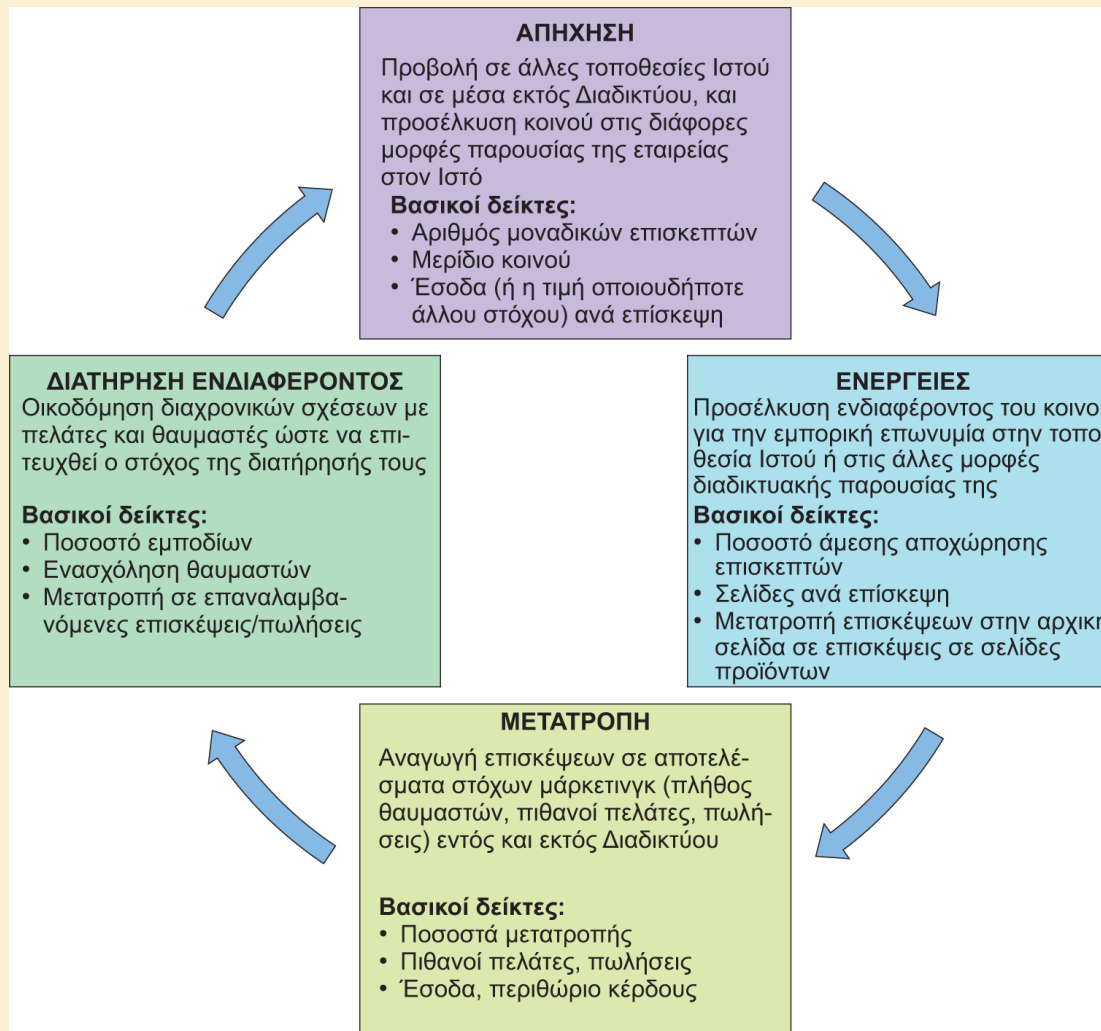 ΑΠΗΧΗΣΗ
Προβολή σε άλλες τοποθεσίες Ιστού
και σε μέσα εκτός Διαδικτύου, και
προσέλκυση κοινού στις διάφορες
μορφές παρουσίας της εταιρείας
στον Ιστό
Βασικοί δείκτες:
• Αριθμός μοναδικών επισκεπτών
• Μερίδιο κοινού
• Έσοδα (ή η τιμή οποιουδήποτε
άλλου στόχου) ανά επίσκεψη
ΔΙΑΤΗΡΗΣΗ ΕΝΔΙΑΦΕΡΟΝΤΟΣ
Οικοδόμηση διαχρονικών σχέσεων με
πελάτες και θαυμαστές ώστε να επι-
τευχθεί ο στόχος της διατήρησής τους
Βασικοί δείκτες:
• Ποσοστό εμποδίων
• Ενασχόληση θαυμαστών
• Μετατροπή σε επαναλαμβα-
νόμενες επισκέψεις/πωλήσεις
ΕΝΕΡΓΕΙΕΣ
Προσέλκυση ενδιαφέροντος του κοινο
για την εμπορική επωνυμία στην τοπο-
θεσία Ιστού ή στις άλλες μορφές
διαδικτυακής παρουσίας της
Βασικοί δείκτες:
• Ποσοστό άμεσης αποχώρησης
επισκεπτών
• Σελίδες ανά επίσκεψη
• Μετατροπή επισκέψεων στην αρχική
σελίδα σε επισκέψεις σε σελίδες
προϊόντων
ΜΕΤΑΤΡΟΠΗ
Αναγωγή επισκέψεων σε αποτελέ-
σματα στόχων μάρκετινγκ (πλήθος
θαυμαστών, πιθανοί πελάτες, πωλή-
σεις) εντός και εκτός Διαδικτύου
Βασικοί δείκτες:
• Ποσοστά μετατροπής
• Πιθανοί πελάτες, πωλήσεις
• Έσοδα, περιθώριο κέρδους